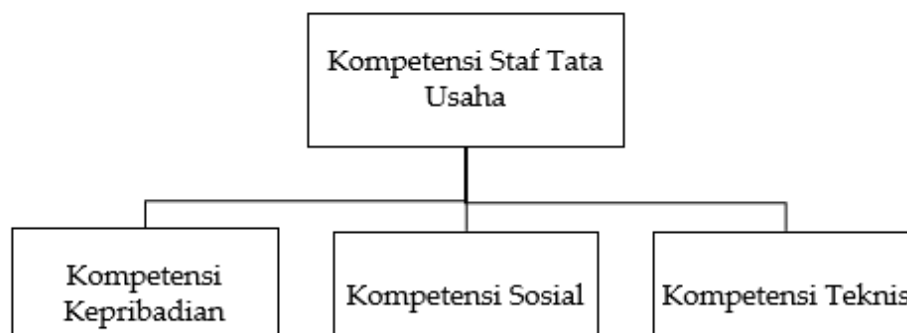 Kompetensi Staf Tata
Usaha
Kompetensi
Kepribadian
Kompetensi Sosial
Kompetensi Teknis